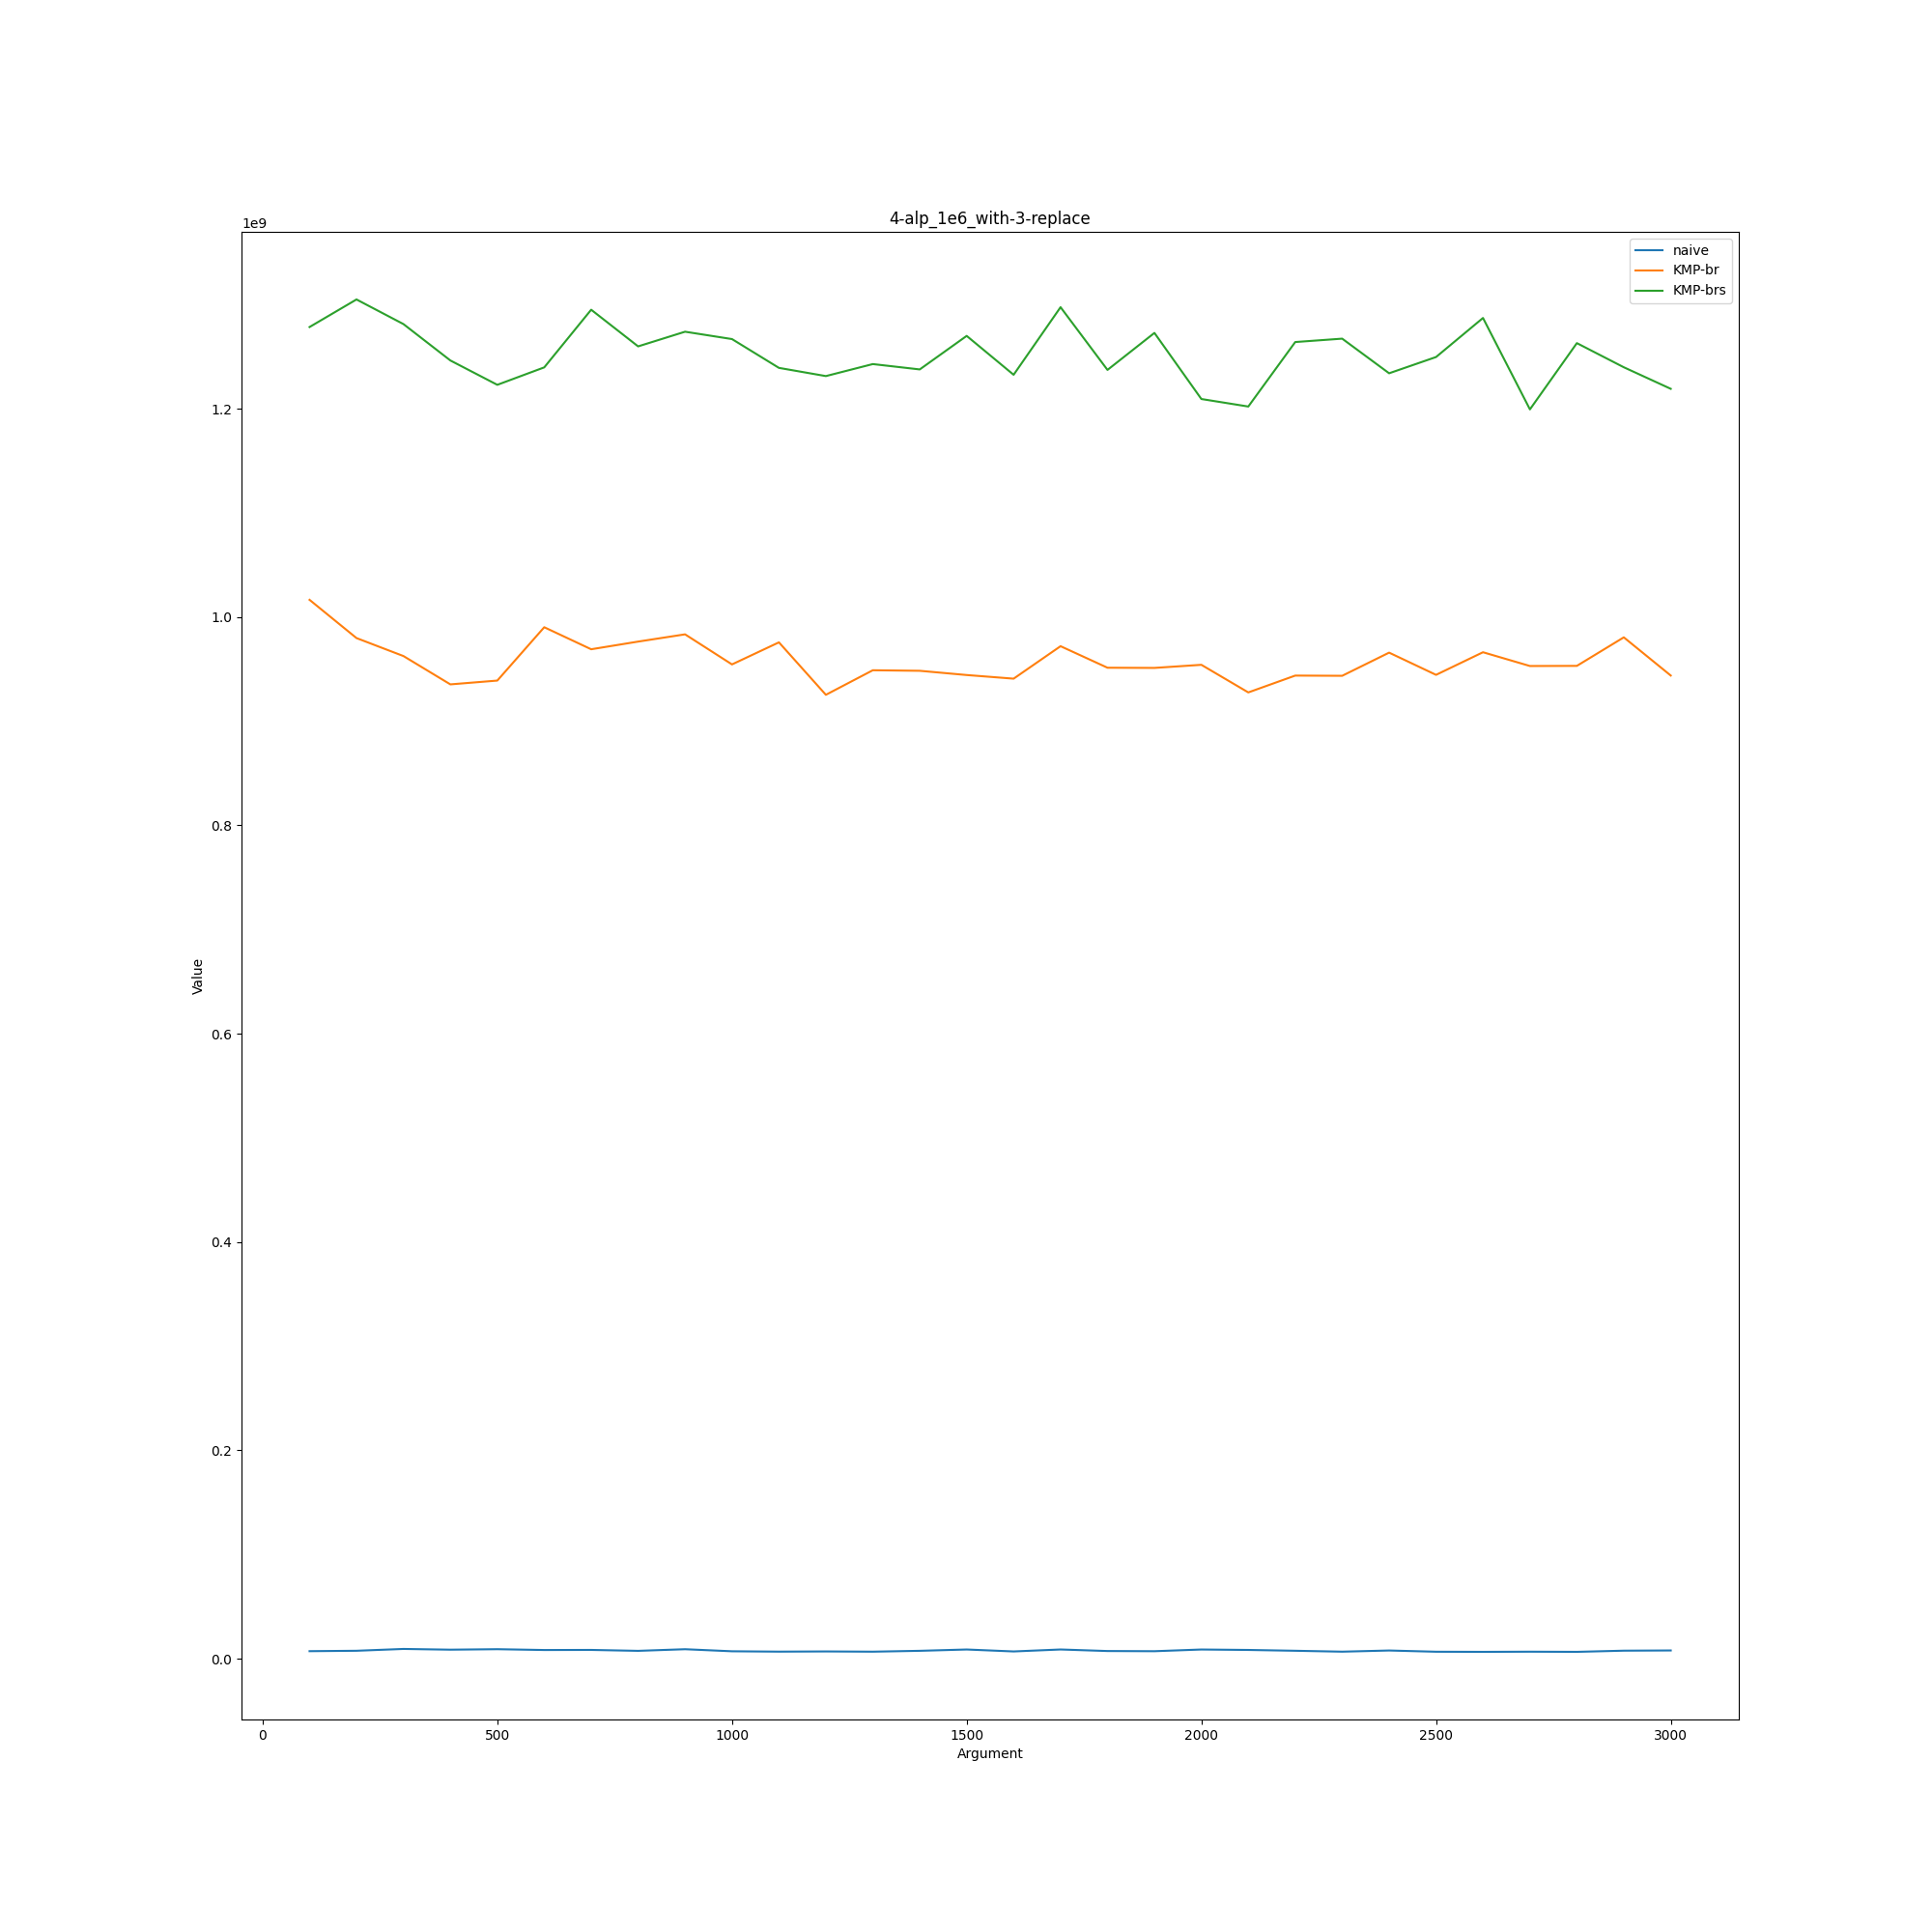 4-alp_1e6_with-3-replace
1e9
naive
KMP-br
KMP-brs
1.2
1.0
0.8
0.6
0.4
0.2
0.0
Value
0 500 1000 1500 2000 2500 3000
Argument